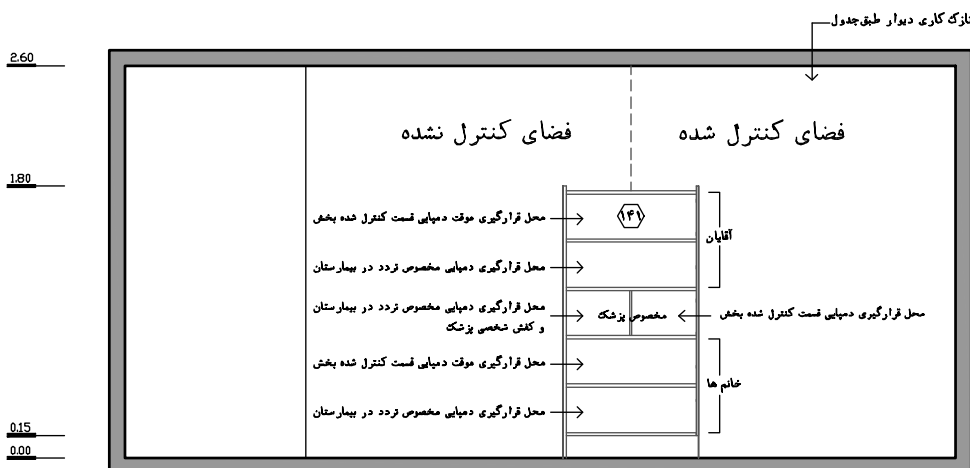 نازک کاری دیوار طبق جدول
2.60
فضای کنترل شده
فضای کنترل نشده
1.80
محل قرارگیری موقت دمپایی قسمت کنترل شده بخش
۱۴۱
آقایان
محل قرارگیری دمپایی مخصوص تردد در بیمارستان
محل قرارگیری دمپایی مخصوص تردد در بیمارستان
و کفش شخصی پزشک
مخصوص پزشک
محل قرارگیری دمپایی قسمت کنترل شده بخش
محل قرارگیری موقت دمپایی قسمت کنترل شده بخش
خانم ها
محل قرارگیری دمپایی مخصوص تردد در بیمارستان
0.15
0.00